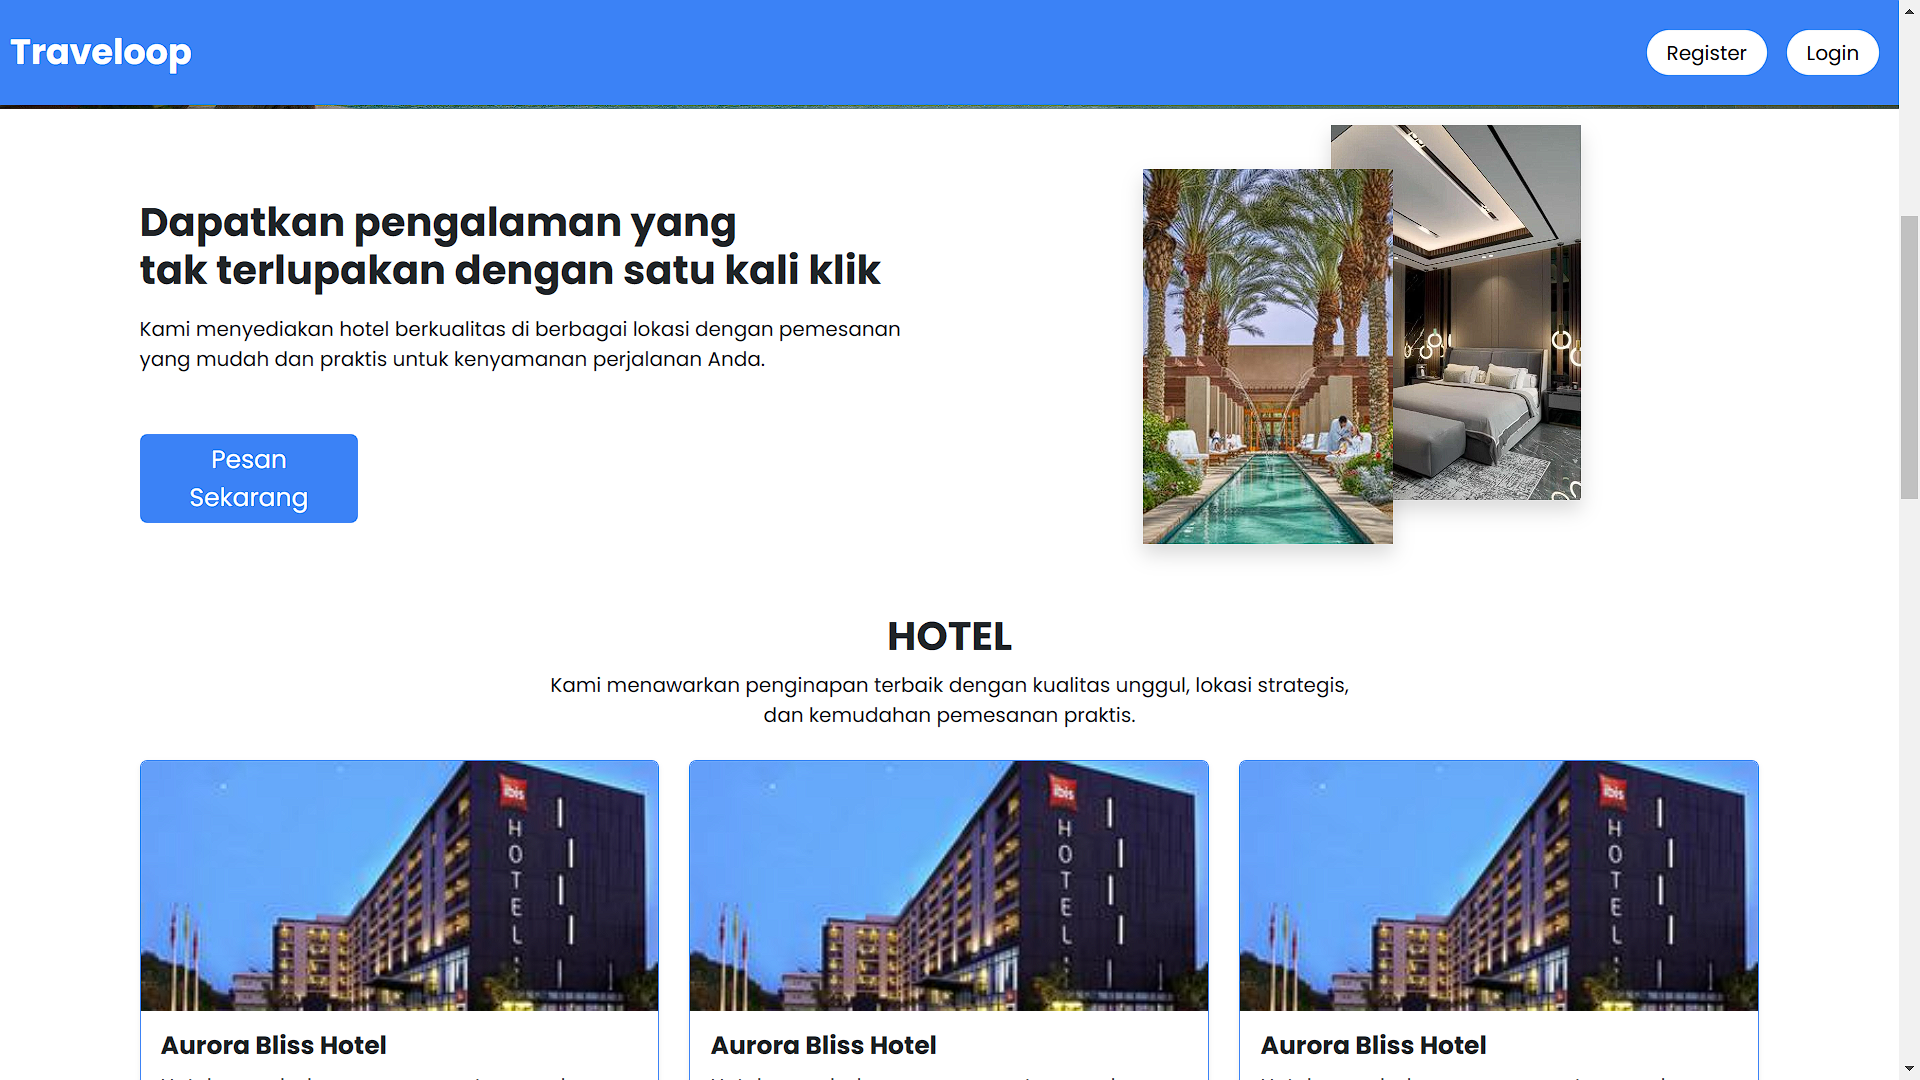 Traveloop
Register
Login
Dapatkan pengalaman yang
tak terlupakan dengan satu kali klik
Kami menyediakan hotel berkualitas di berbagai lokasi dengan pemesanan
yang mudah dan praktis untuk kenyamanan perjalanan Anda.
Pesan
Sekarang
HOTEL
Kami menawarkan penginapan terbaik dengan kualitas unggul, lokasi strategis,
dan kemudahan pemesanan praktis.
ibis
HOTEL
ibis
HOTEL
ibis
HOTEL
Aurora Bliss Hotel
Aurora Bliss Hotel
Aurora Bliss Hotel